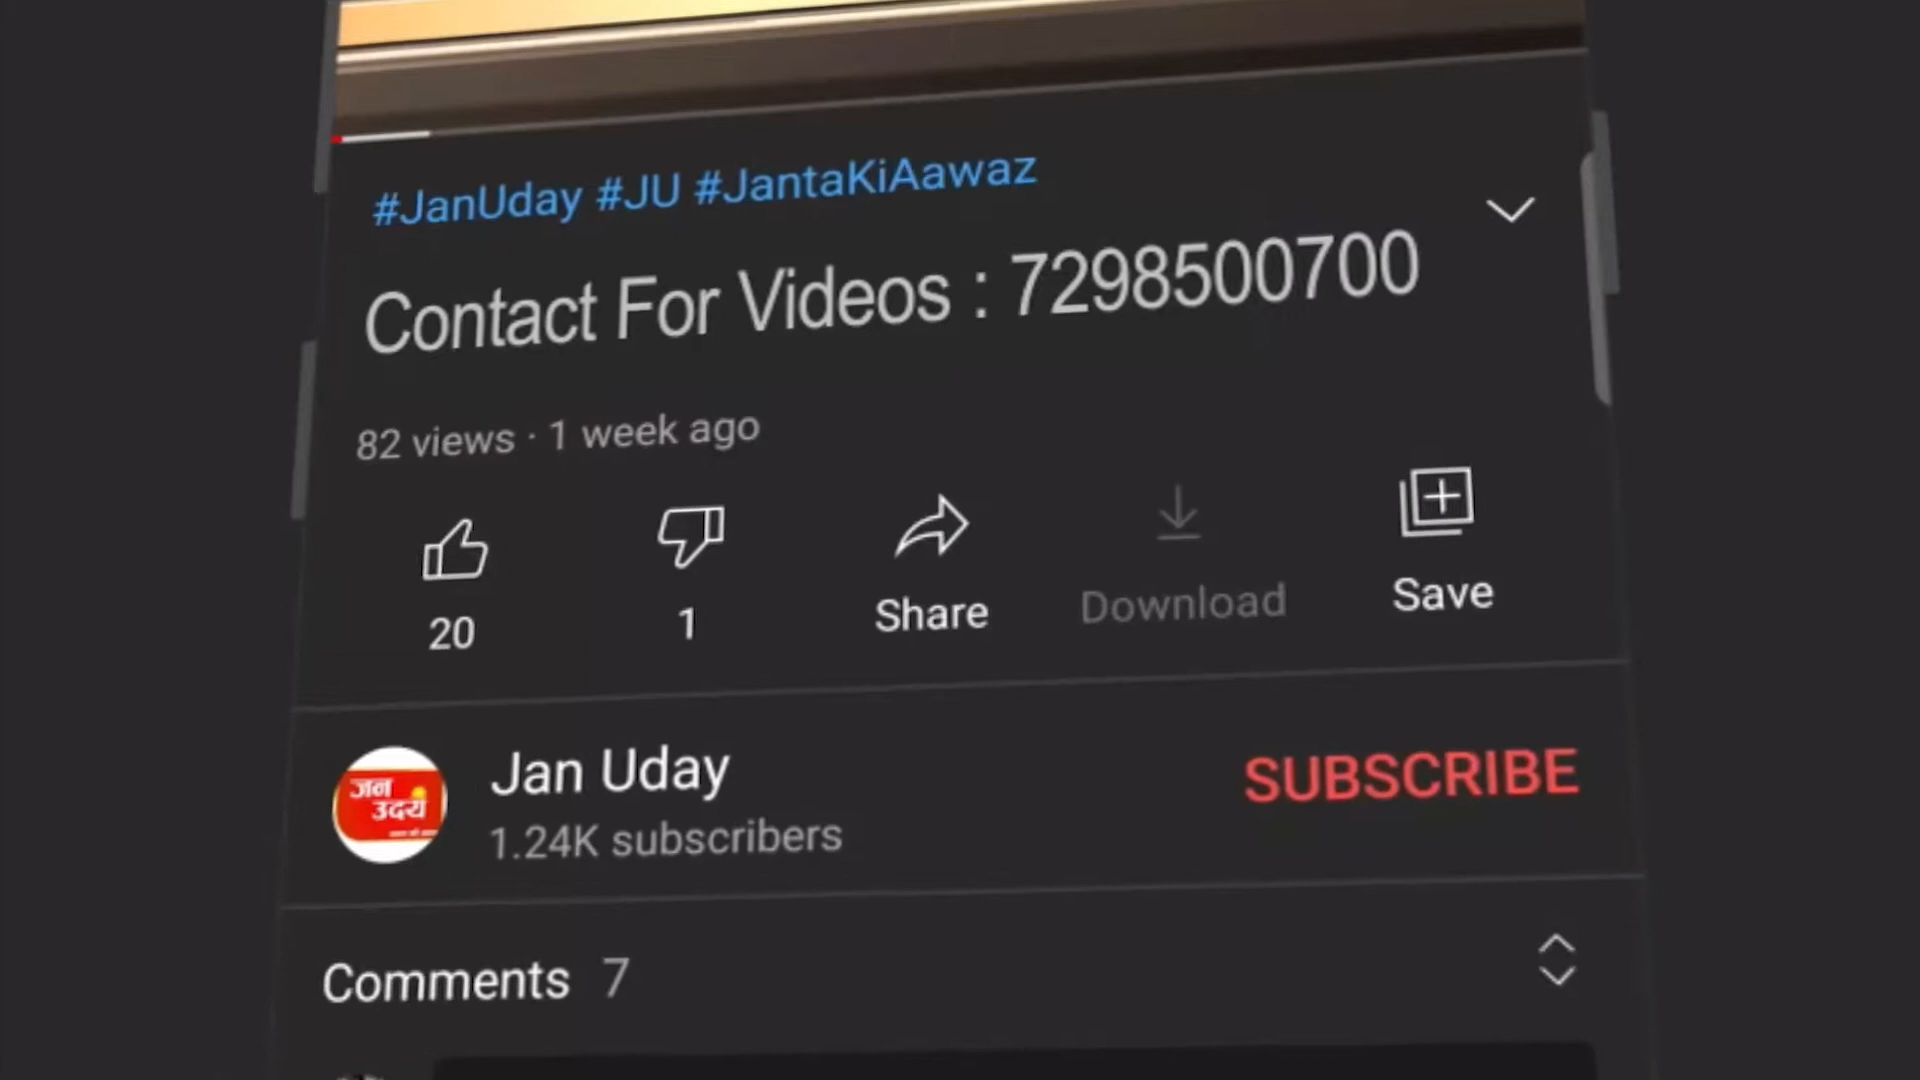 #JanUday #JU #JantaKiAawaz
Contact For Videos : 7298500700
82 views · 1 week ago
20
1
Share
Download
Save
जन
उदय
Jan Uday
1.24K subscribers
SUBSCRIBE
Comments 7